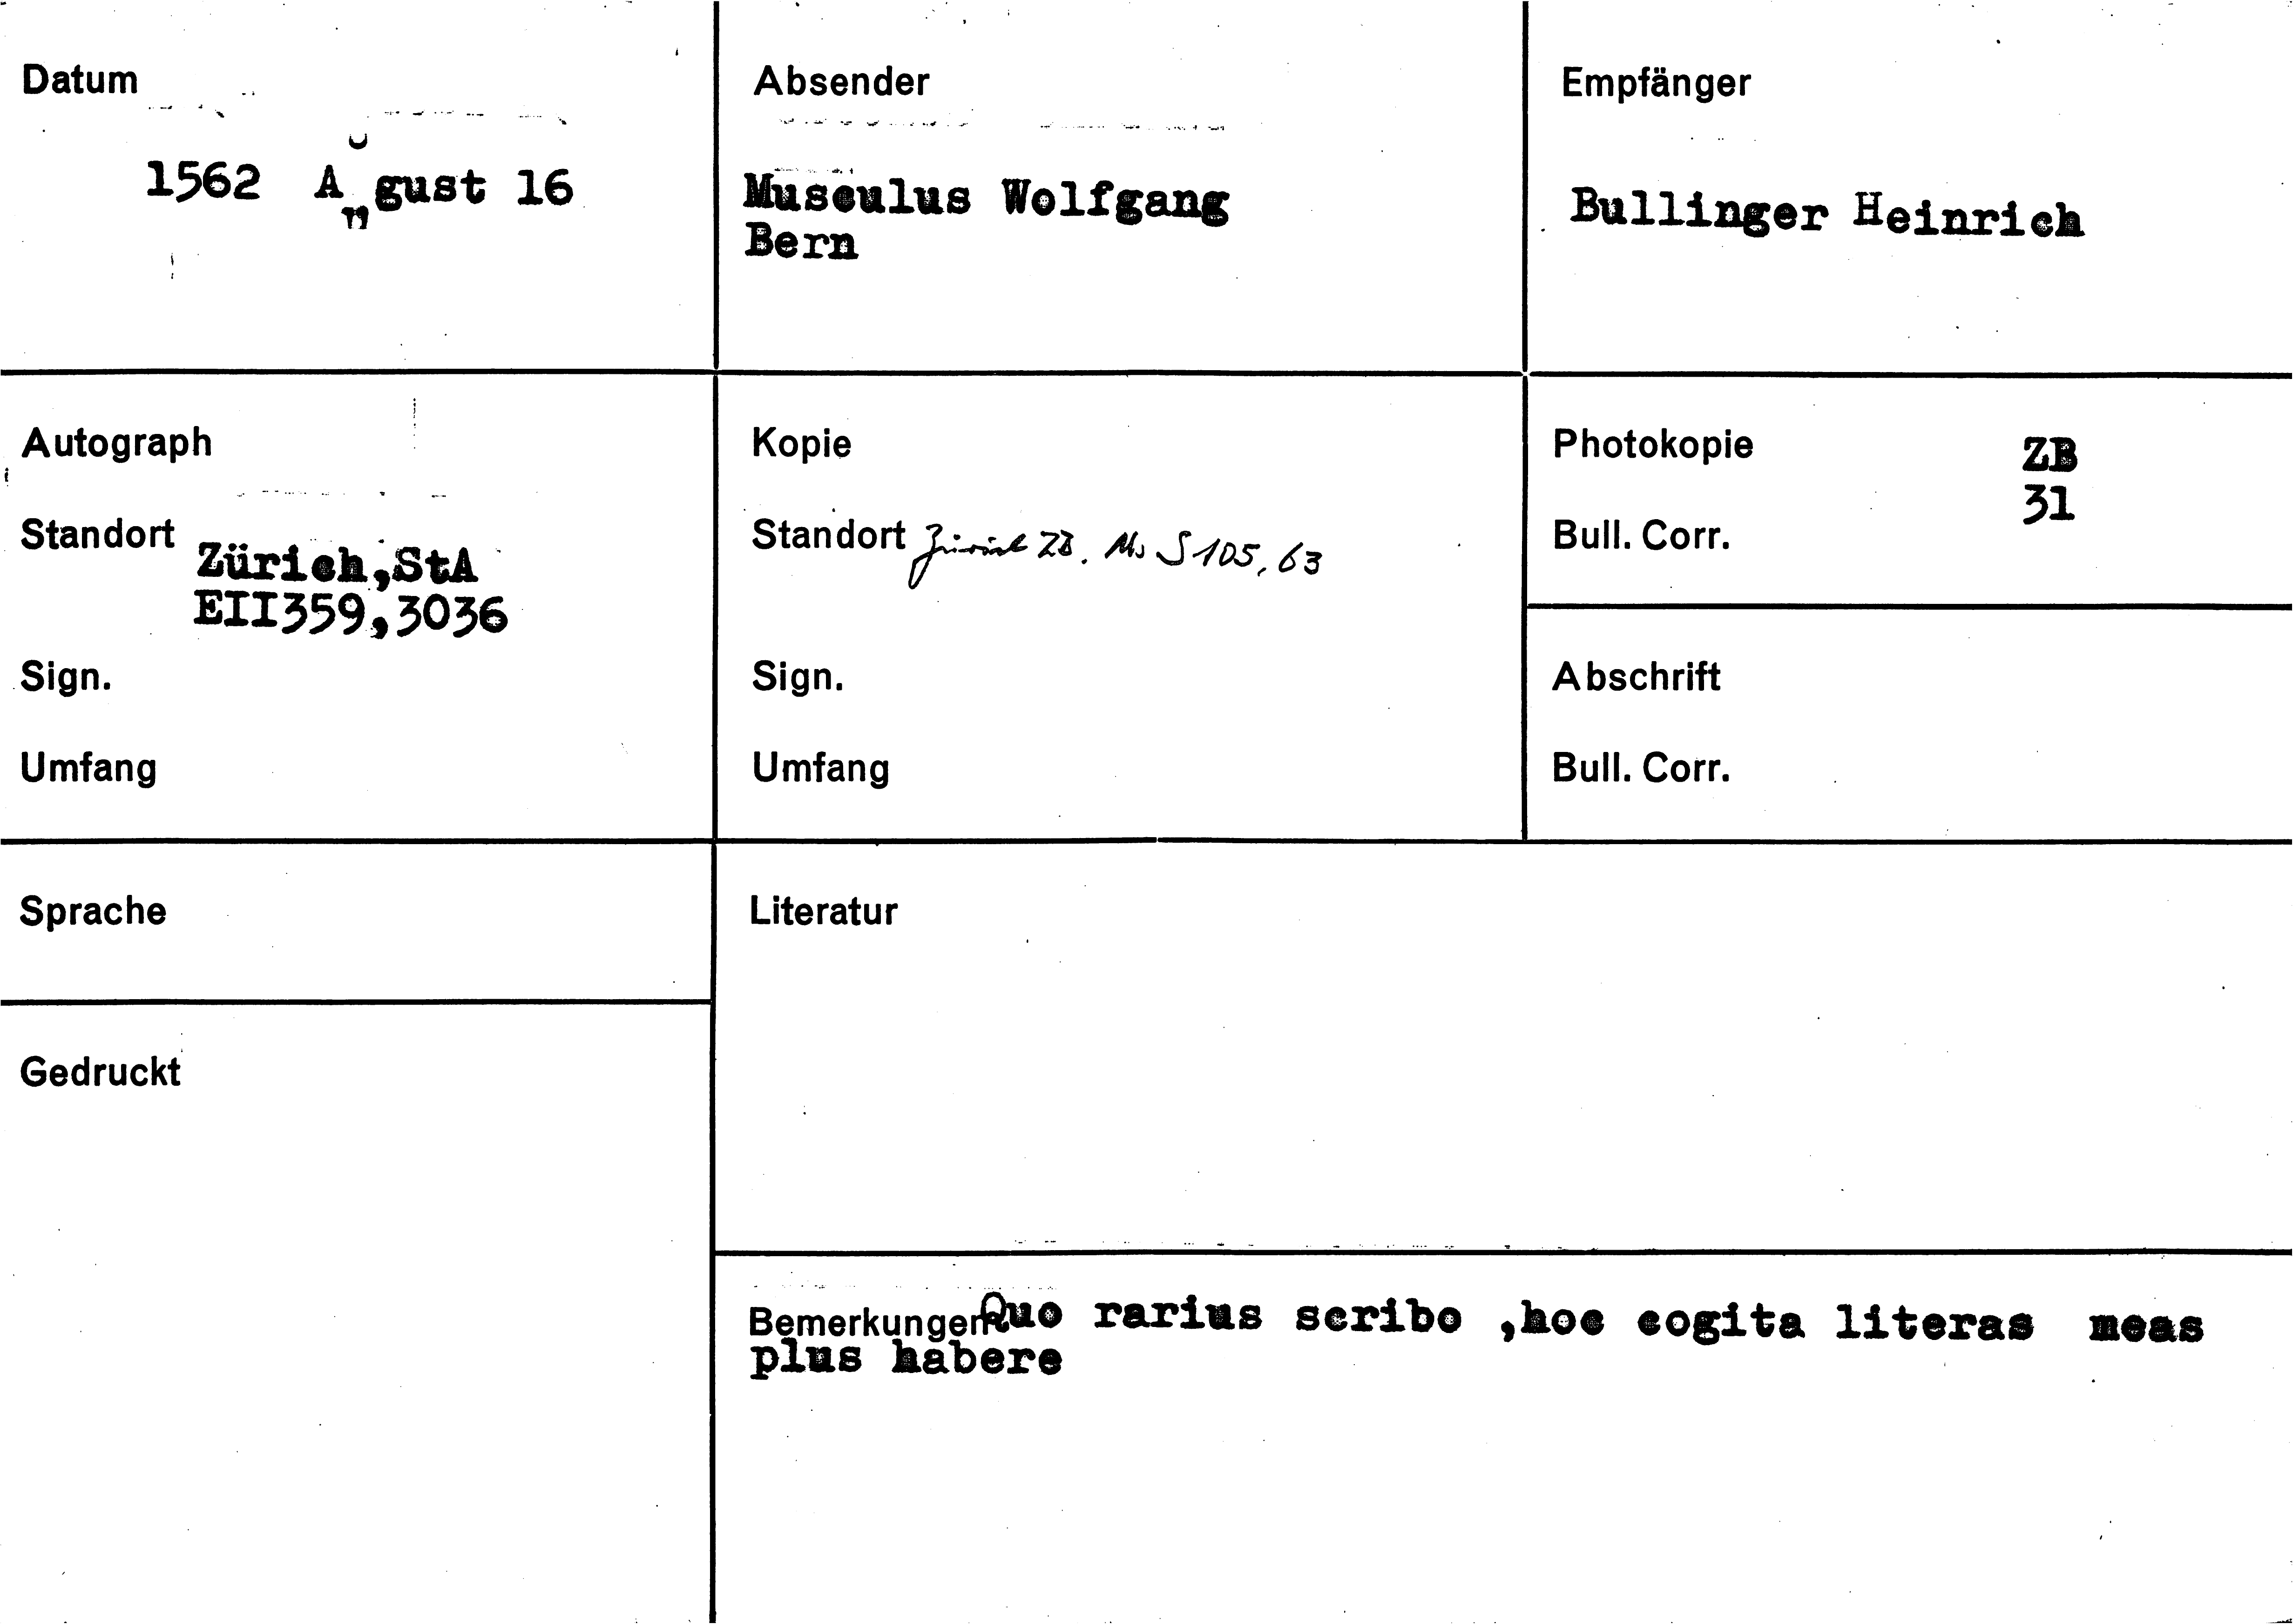 Datum
1562 August 16
Absender
Musculus Wolfgang
Bern
Empfänger
Bullinger Heinrich
Autograph
Standort Zürich,StA
EII359,3036
Sign.
Umfang
Kopie
Standort Zürich ZB. Ms S 105, 63
Sign.
Umfang
Photokopie ZB
31
Bull. Corr.
Abschrift
Bull. Corr.
Sprache
Gedruckt
Literatur
Bemerkungen Quo rarius scribo ,hoc cogita literas meas
plus habere